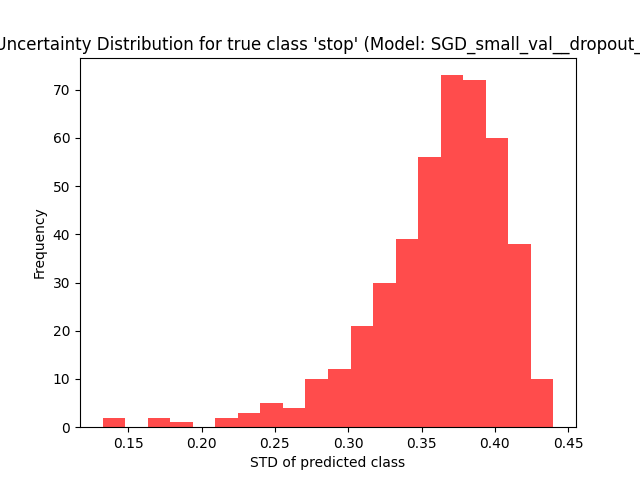 Uncertainty Distribution for true class 'stop' (Model: SGD_small_val__dropout_
70
60
50
40
30
20
10
0
Frequency
0.15 0.20 0.25 0.30 0.35 0.40 0.45
STD of predicted class